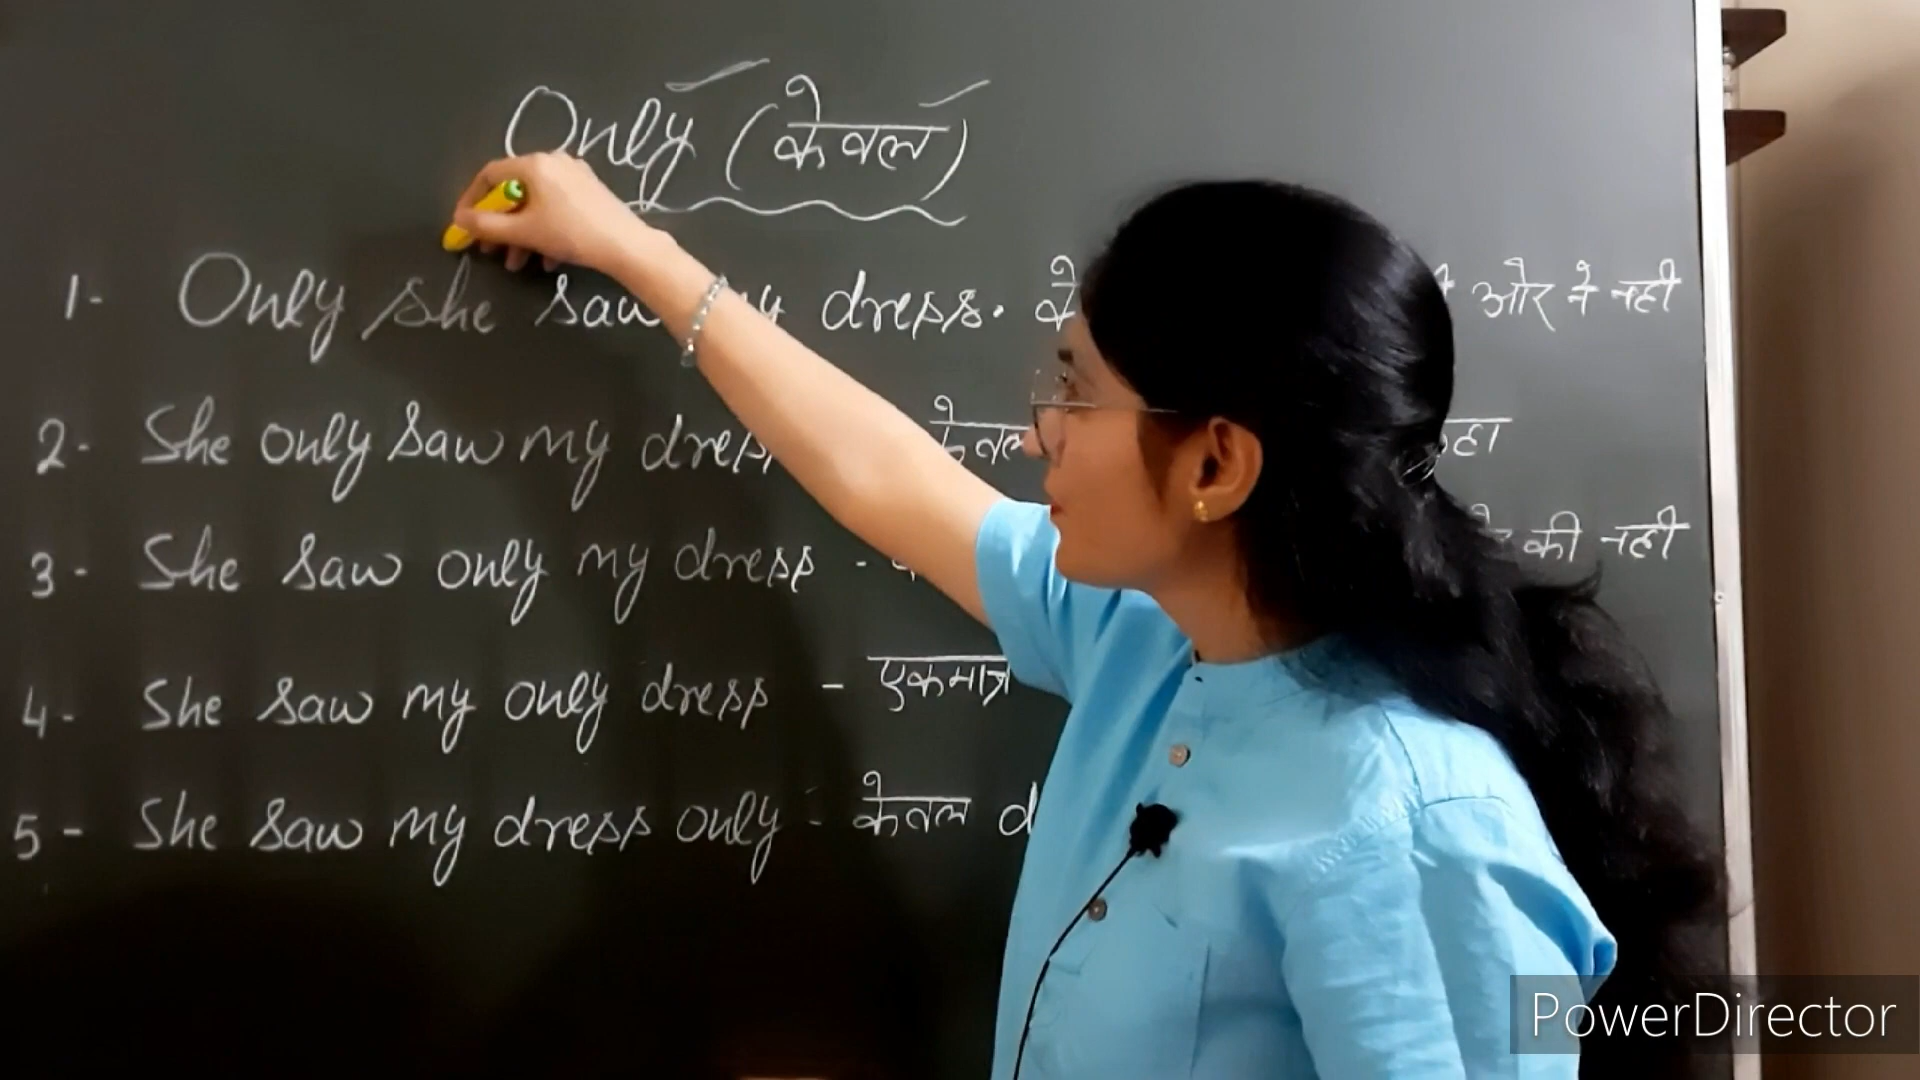 Only (केवल)
1- Only she saw my dress. के और ने नही
2- She only saw my dress केवल
3- She saw only my dress - की नही
4- She saw my only dress - एकमात्र
5- She saw my dress only - केवल d
PowerDirector